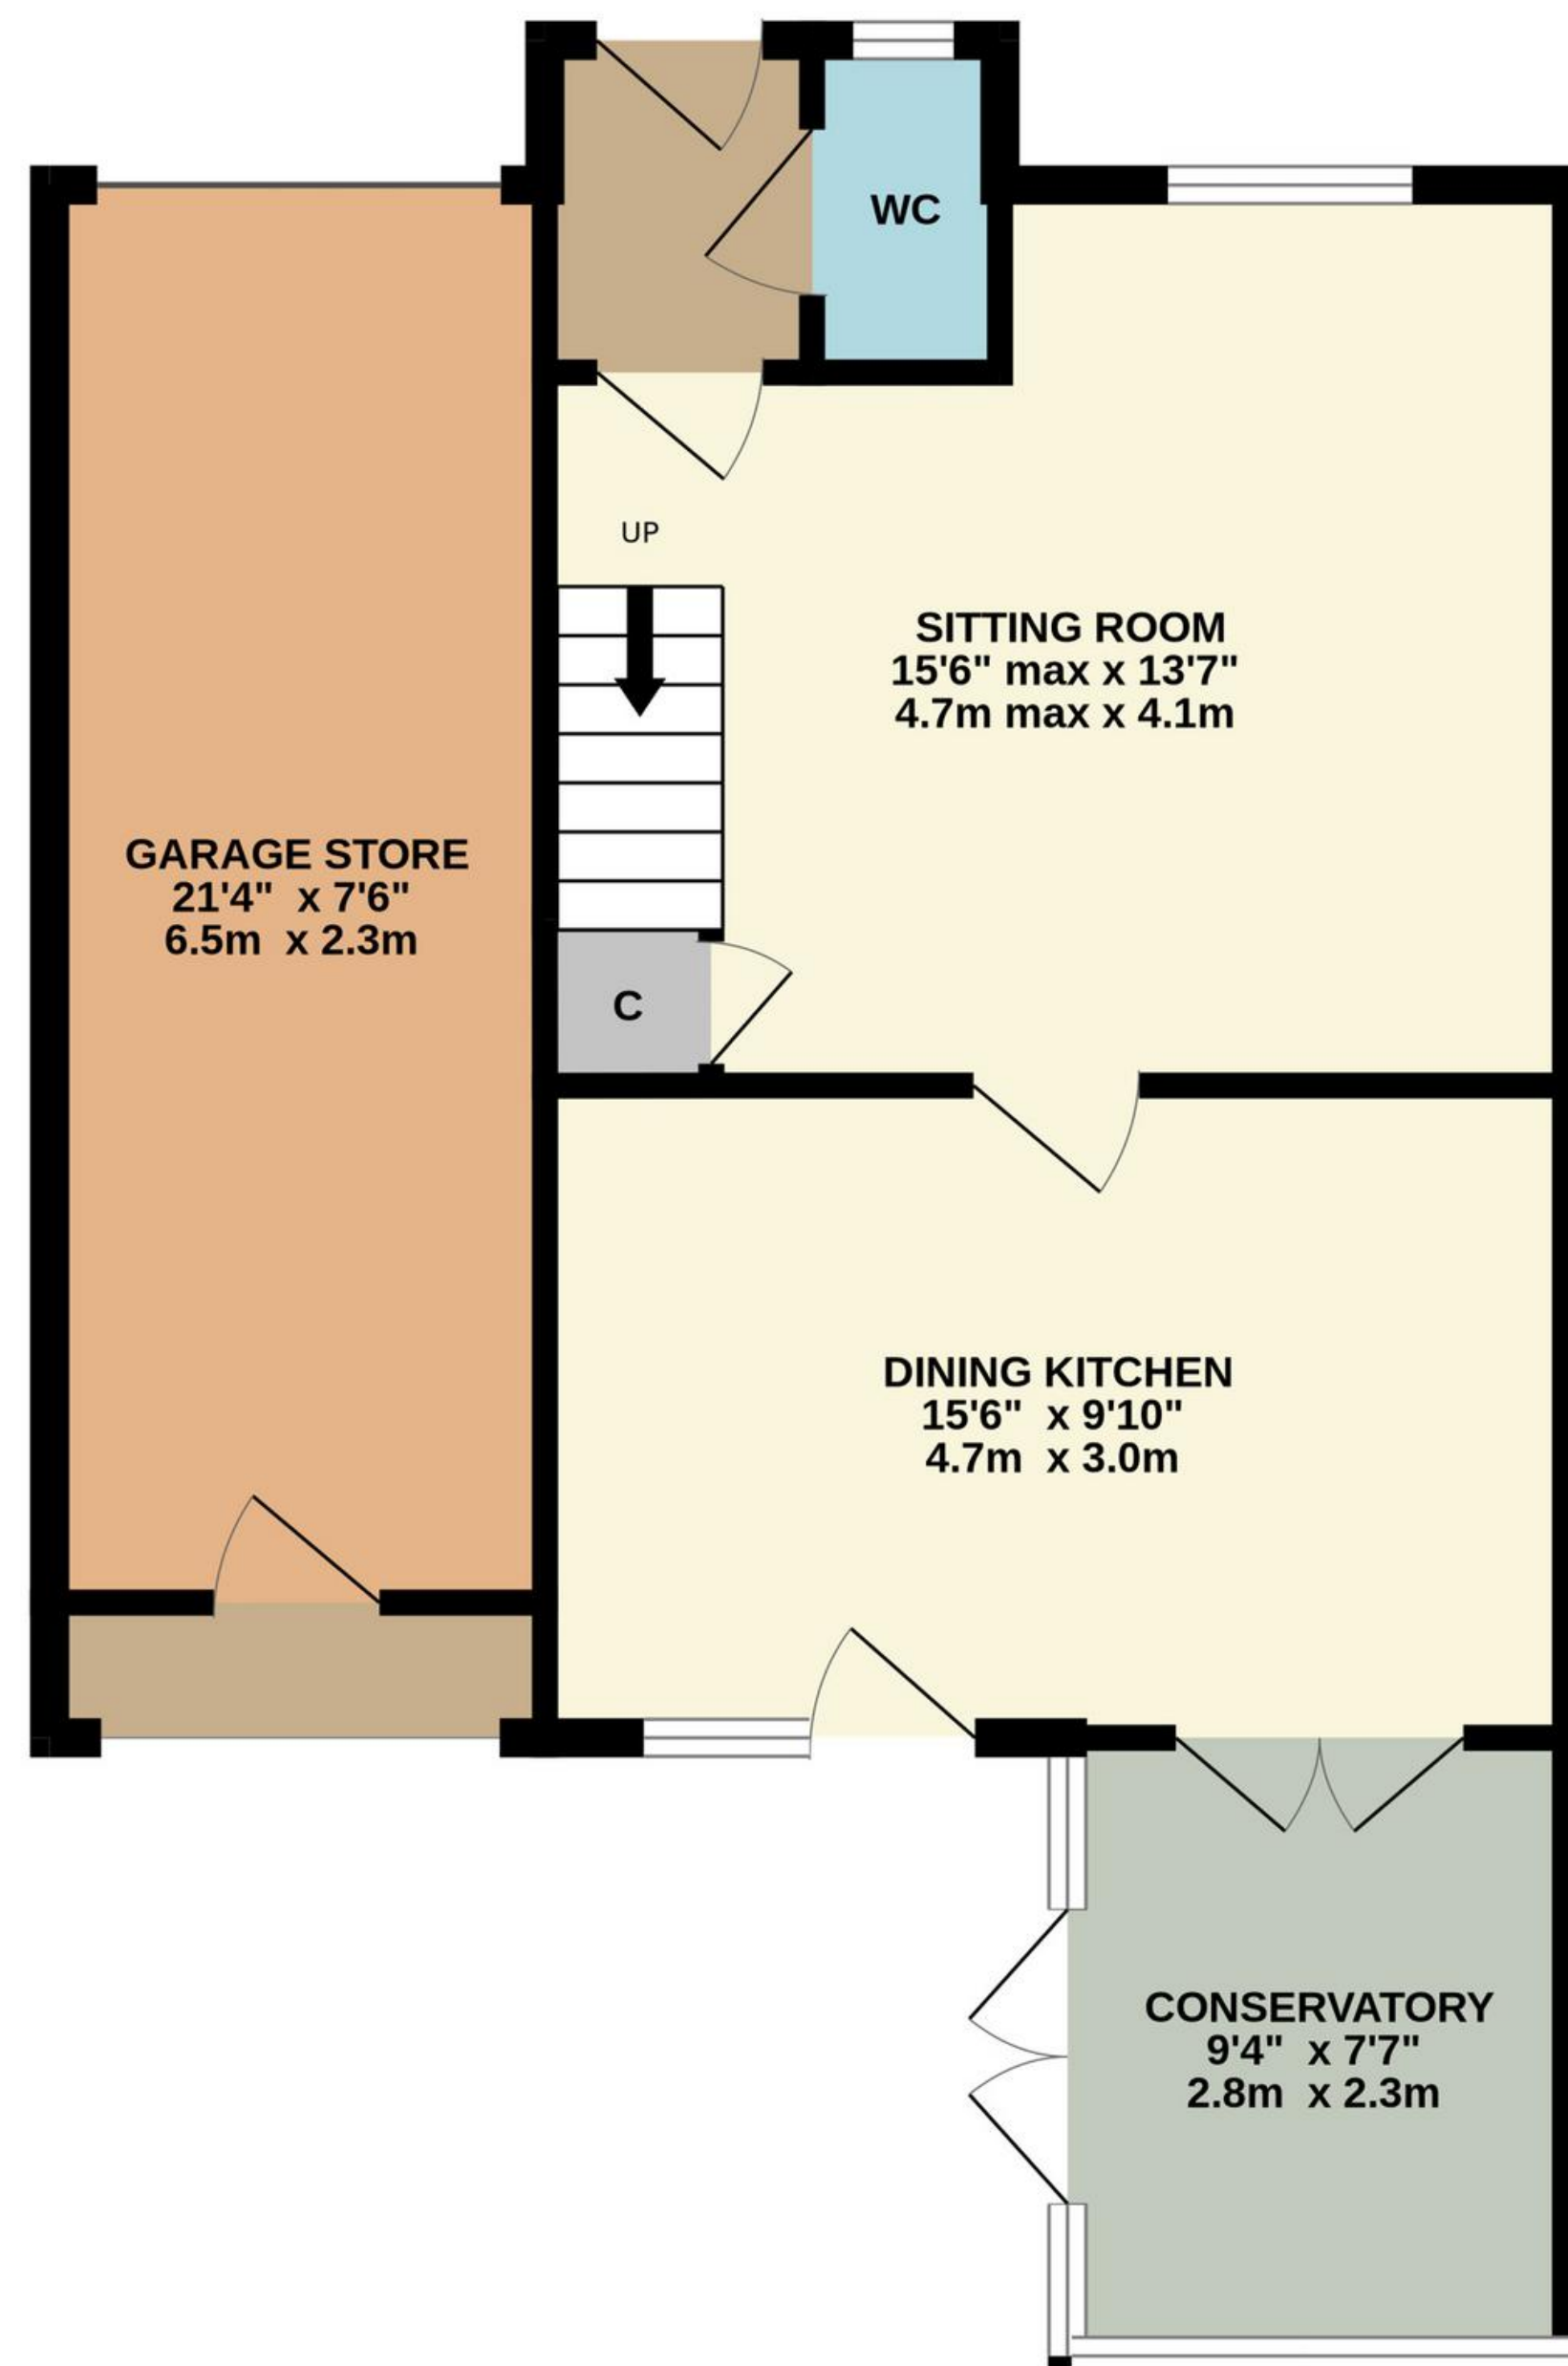 WC
UP
SITTING ROOM
15'6" max x 13'7"
4.7m max x 4.1m
GARAGE STORE
21'4" x 7'6"
6.5m x 2.3m
C
DINING KITCHEN
15'6" x 9'10"
4.7m x 3.0m
CONSERVATORY
9'4" x 7'7"
2.8m x 2.3m